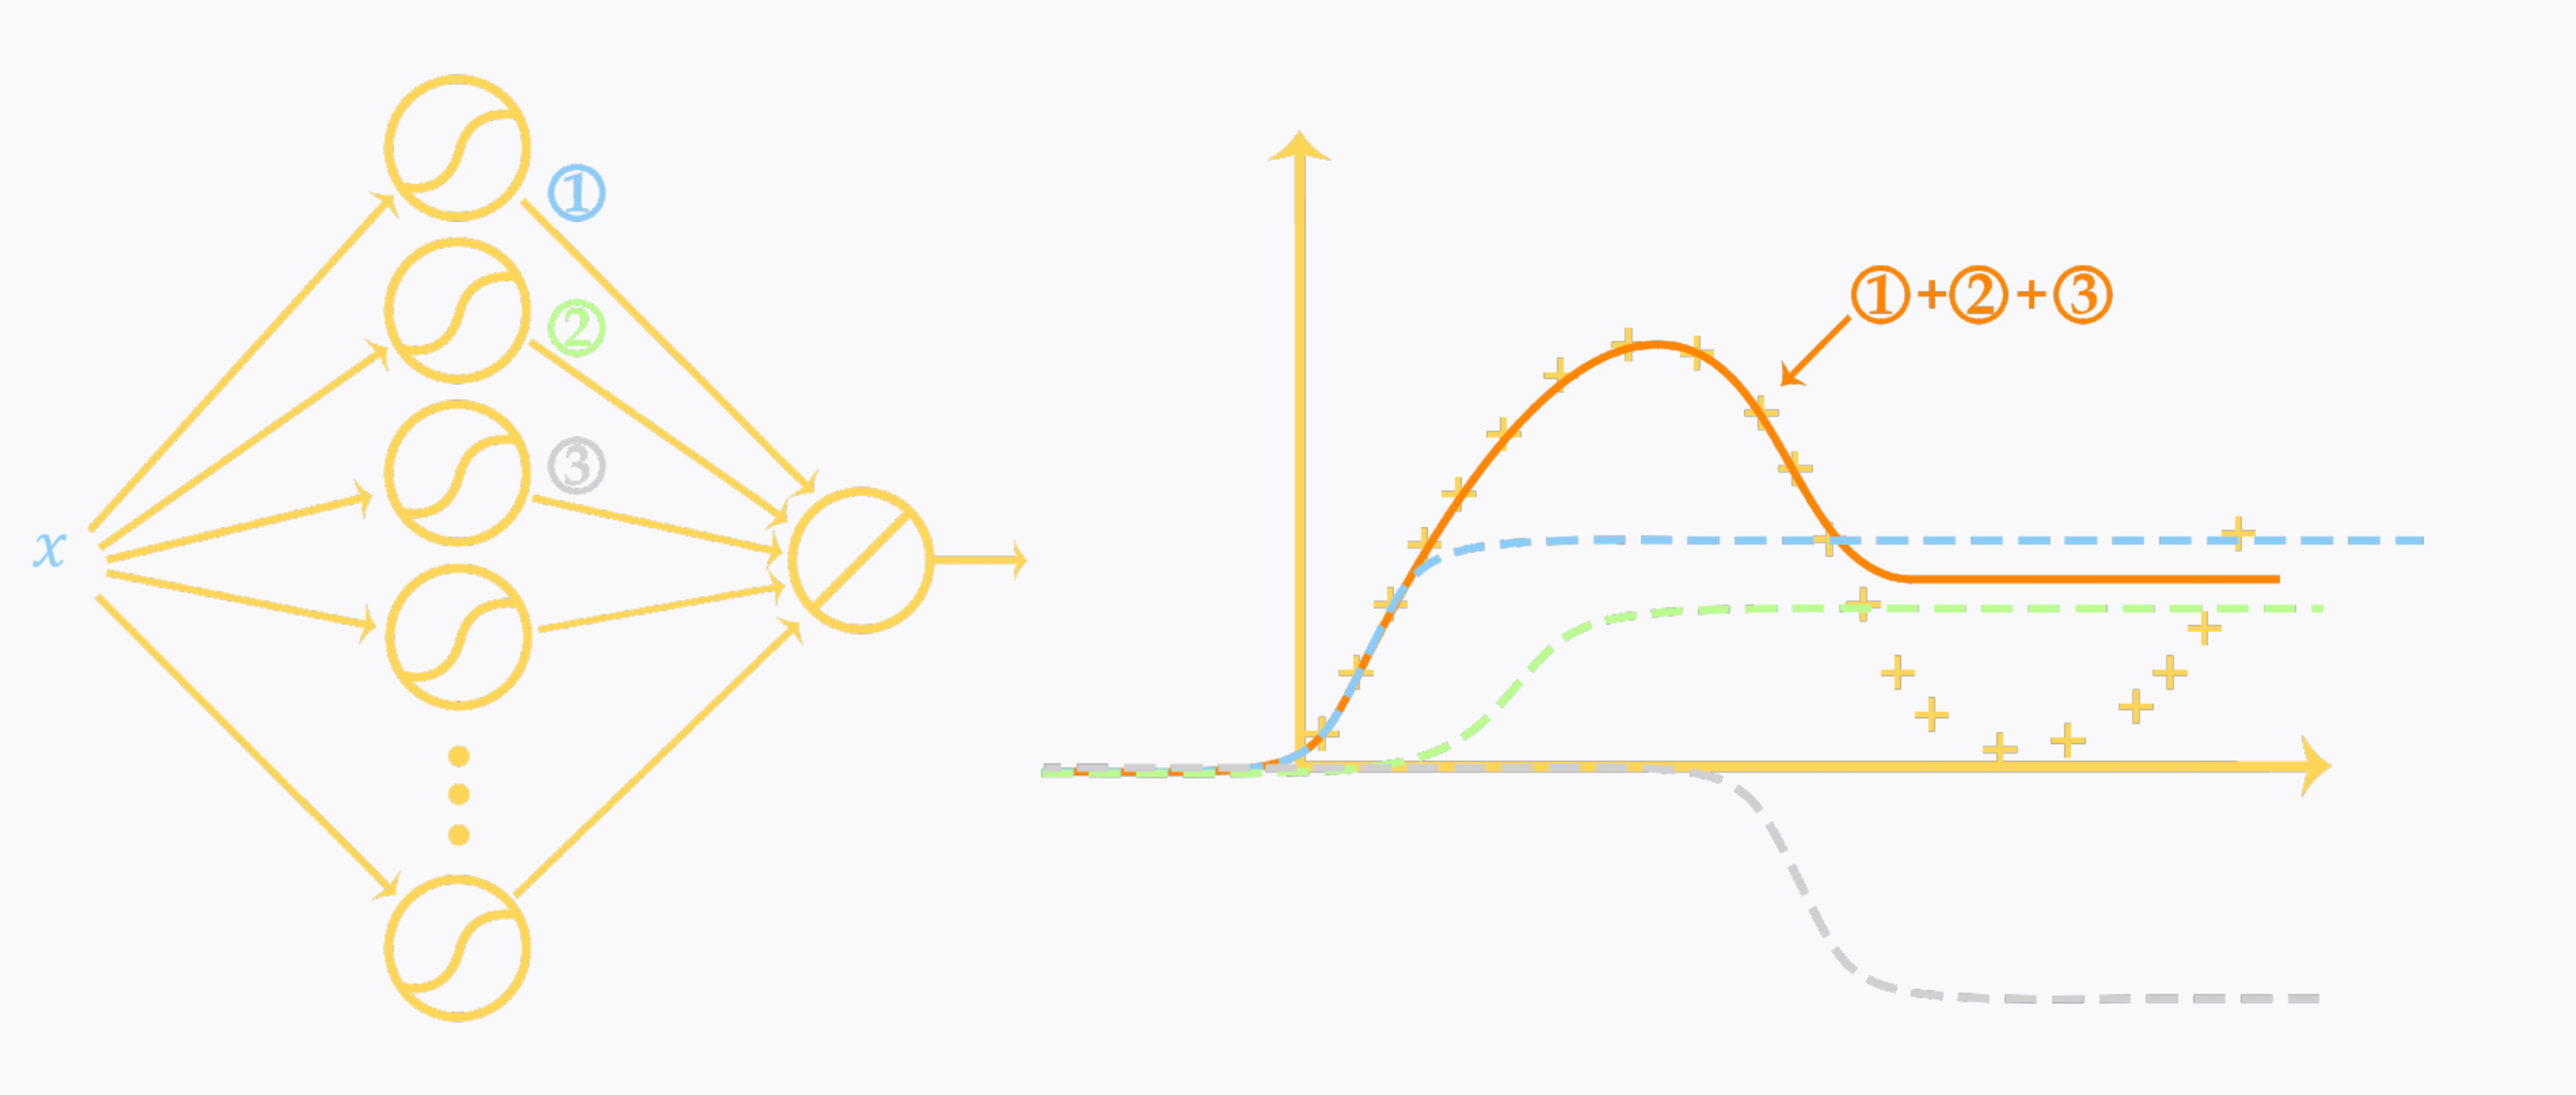 ①
②
③
x
①+②+③